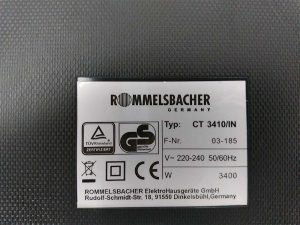 ROMMELSBACHER
GERMANY
Typ: CT 3410/IN
F-Nr. 03-185
V~ 220-240 50/60Hz
W 3400
ROMMELSBACHER ElektroHausgeräte GmbH
Rudolf-Schmidt-Str. 18, 91550 Dinkelsbühl,Germany